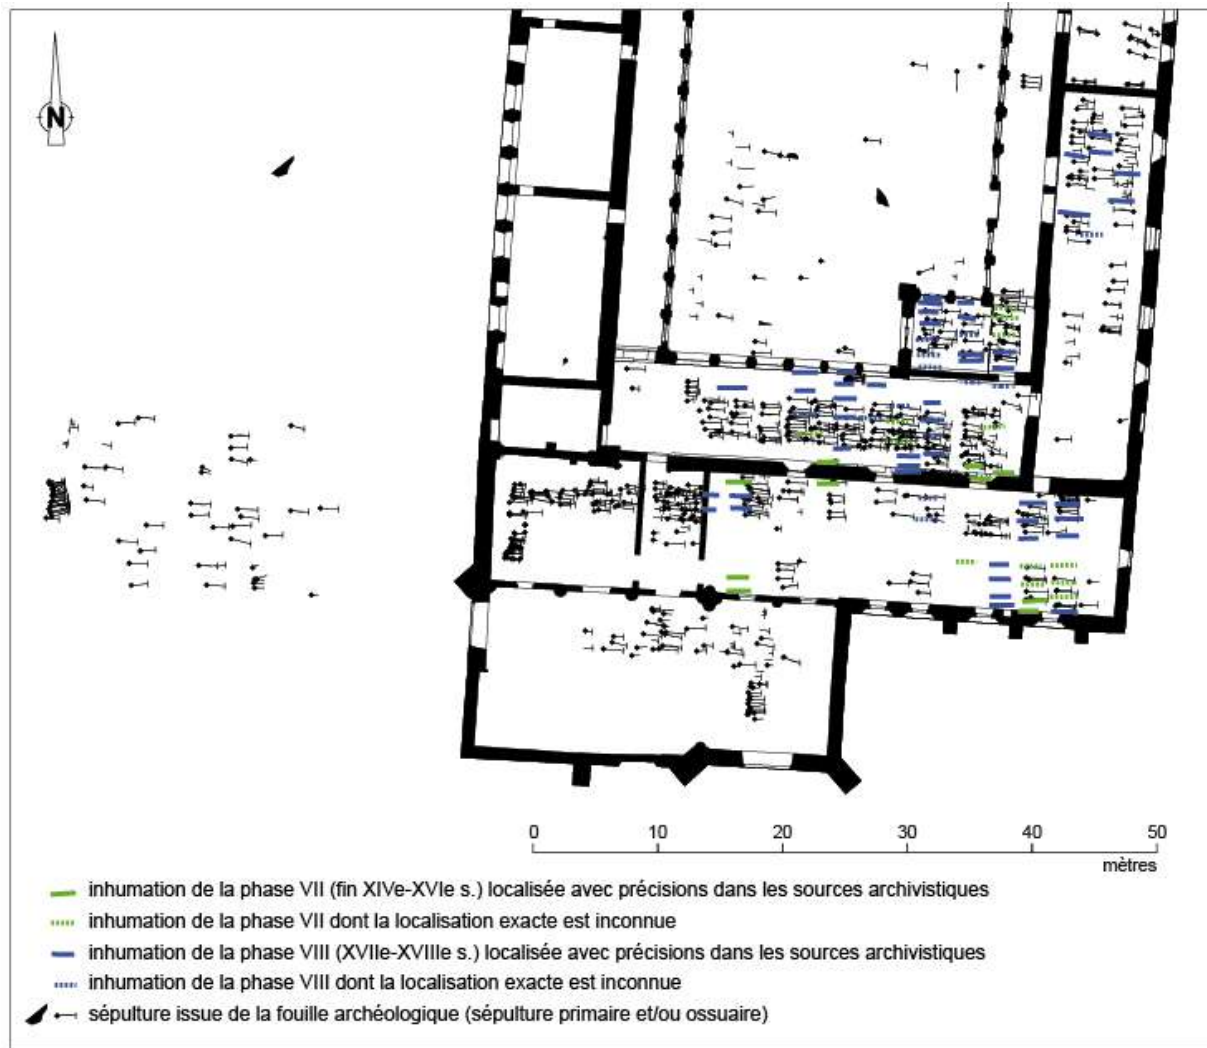 N
0 10 20 30 40 50
mètres
inhumation de la phase VII (fin XIVe-XVIe s.) localisée avec précisions dans les sources archivistiques
inhumation de la phase VII dont la localisation exacte est inconnue
inhumation de la phase VIII (XVIIe-XVIIIe s.) localisée avec précisions dans les sources archivistiques
inhumation de la phase VIII dont la localisation exacte est inconnue
sépulture issue de la fouille archéologique (sépulture primaire et/ou ossuaire)